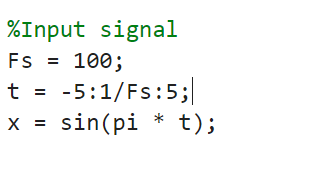 %Input signal
Fs = 100;
t = -5:1/Fs:5;
x = sin(pi * t);